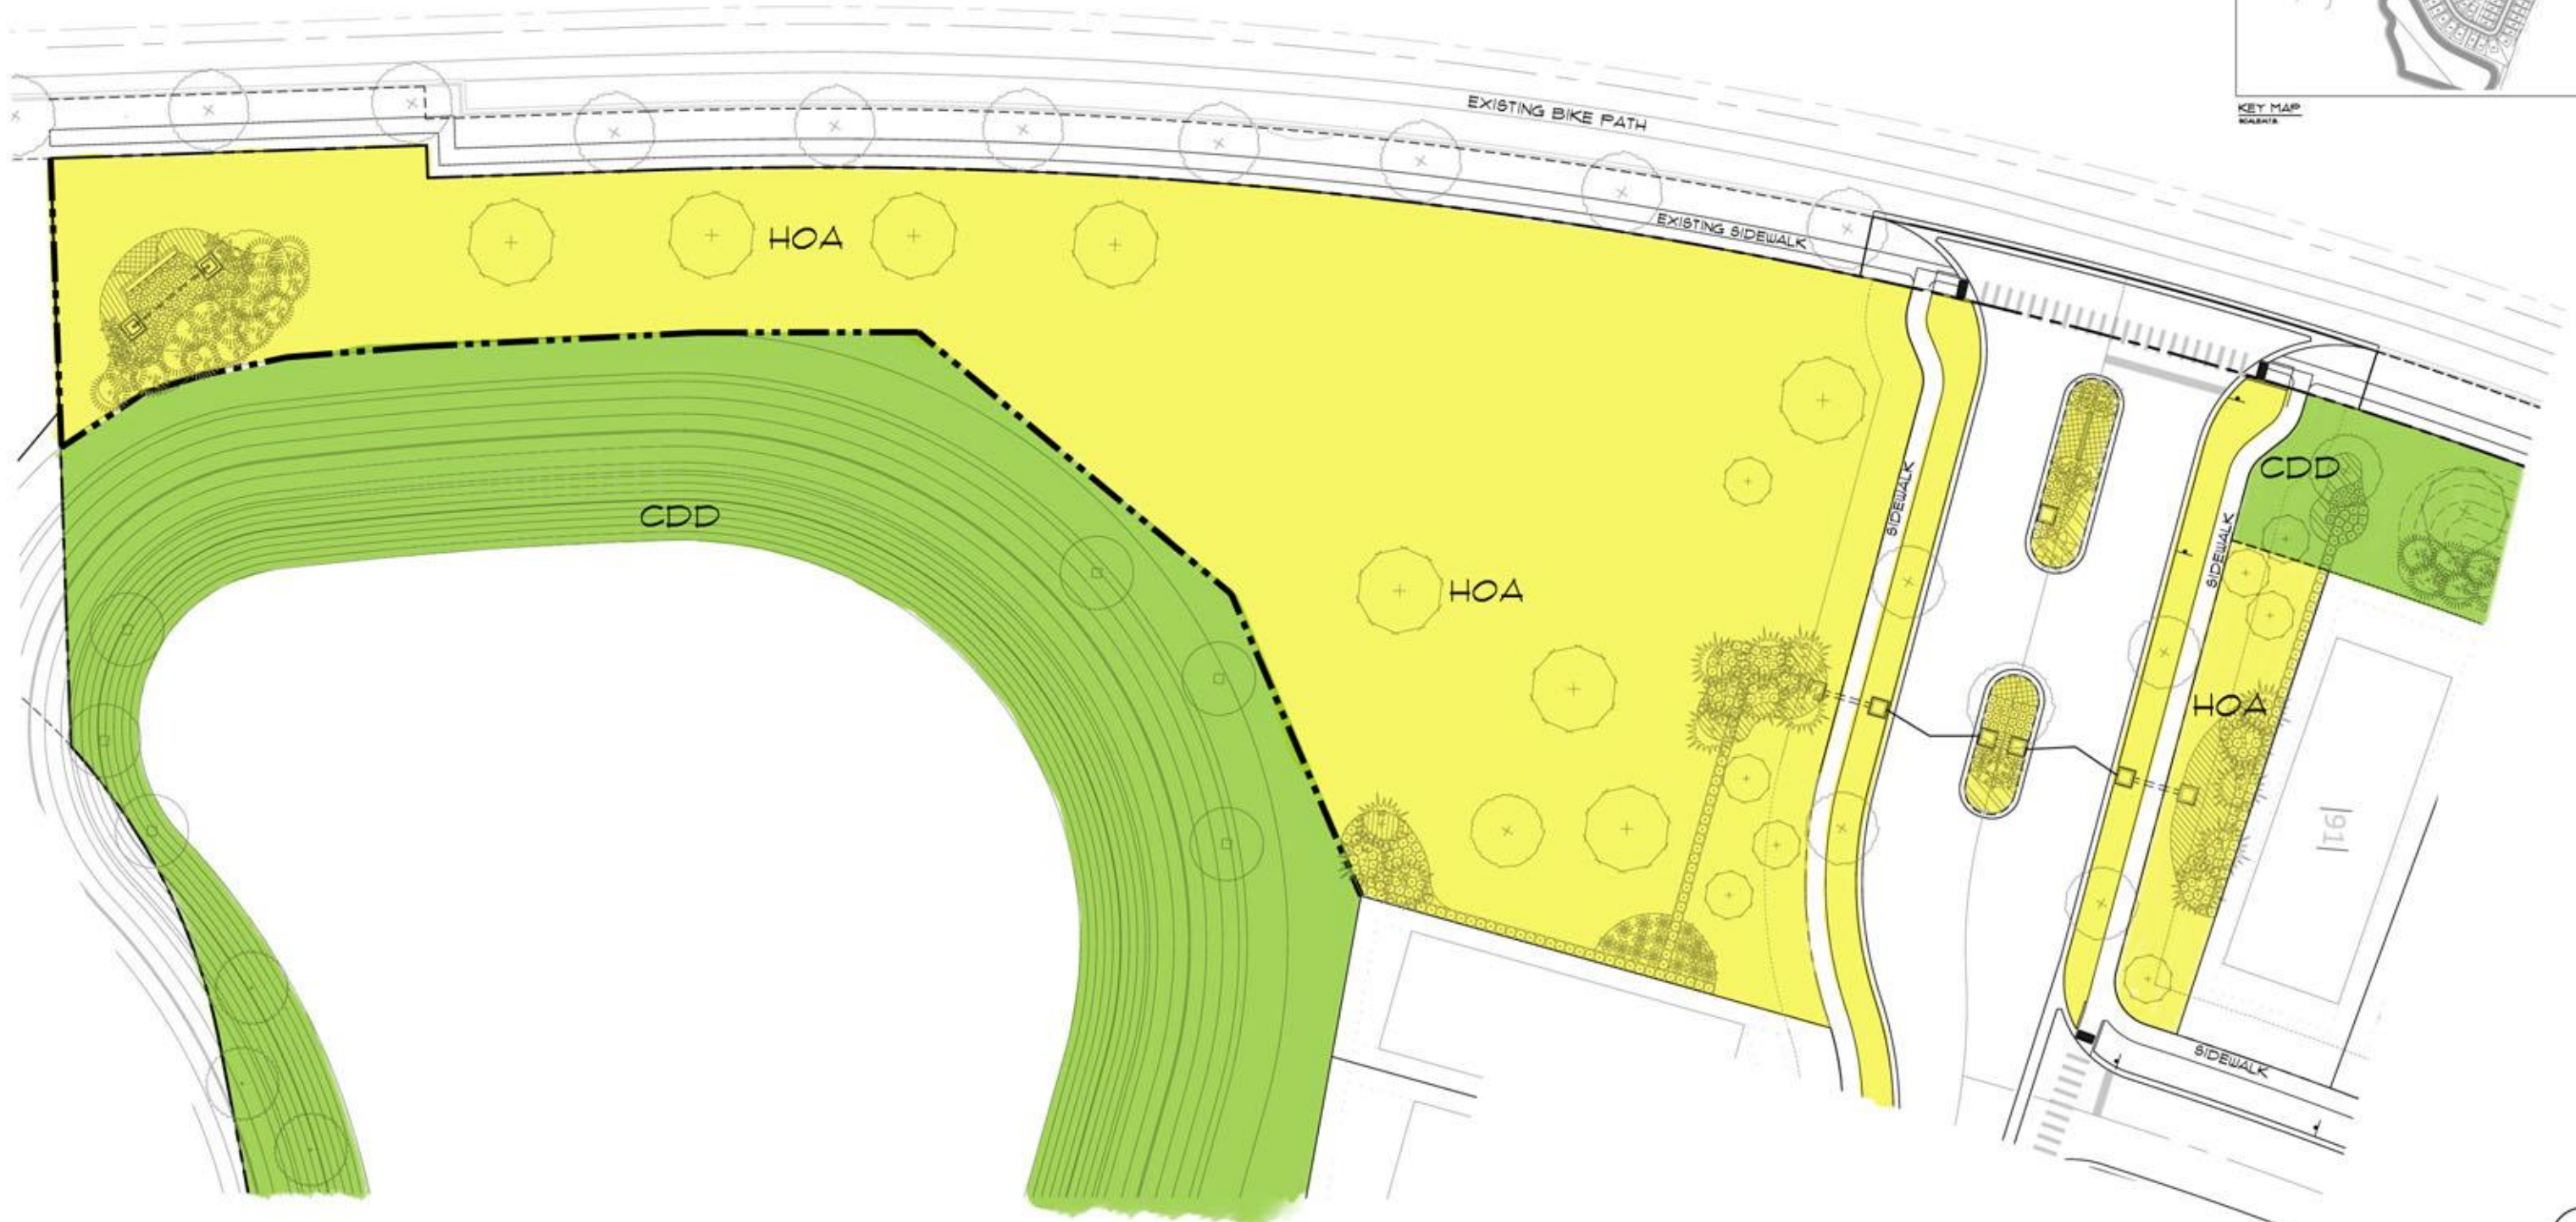 KEY MAP
EXISTING BIKE PATH
EXISTING SIDEWALK
HOA
CDD
HOA
SIDEWALK
SIDEWALK
CDD
HOA
191
SIDEWALK